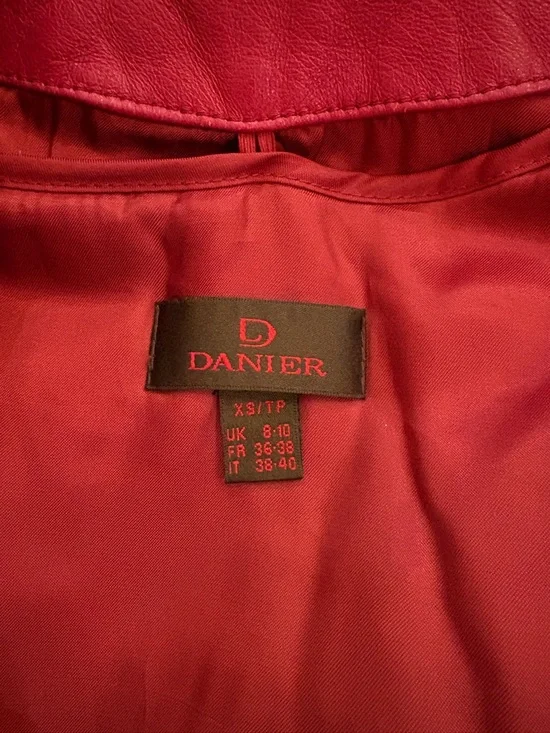 D
DANIER
XS/TP
UK 8-10
FR 36-38
IT 38-40